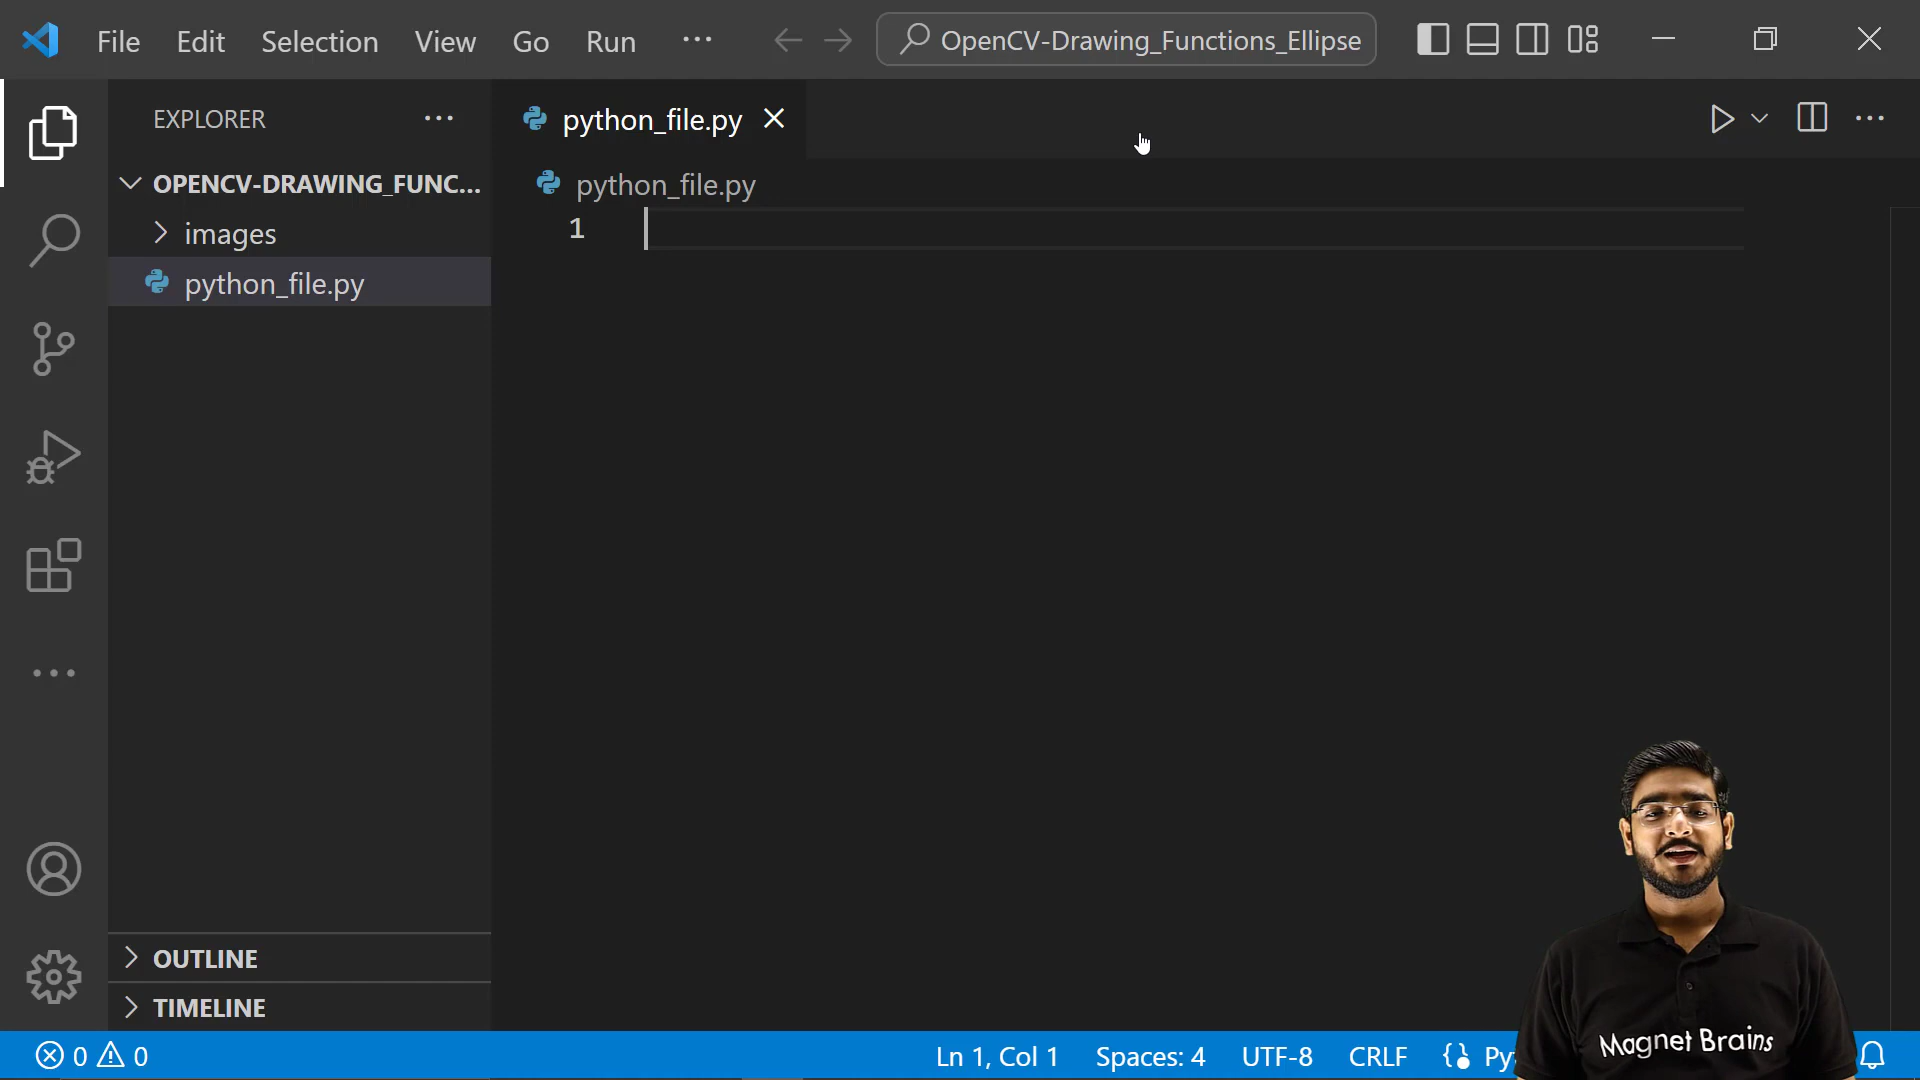 File Edit Selection View Go Run ··· OpenCV-Drawing_Functions_Ellipse
EXPLORER ···
python_file.py
OPENCV-DRAWING_FUNC...
images
python_file.py
python_file.py
1
OUTLINE
TIMELINE
0 0 Ln 1, Col 1 Spaces: 4 UTF-8 CRLF {} Py
Magnet Brains